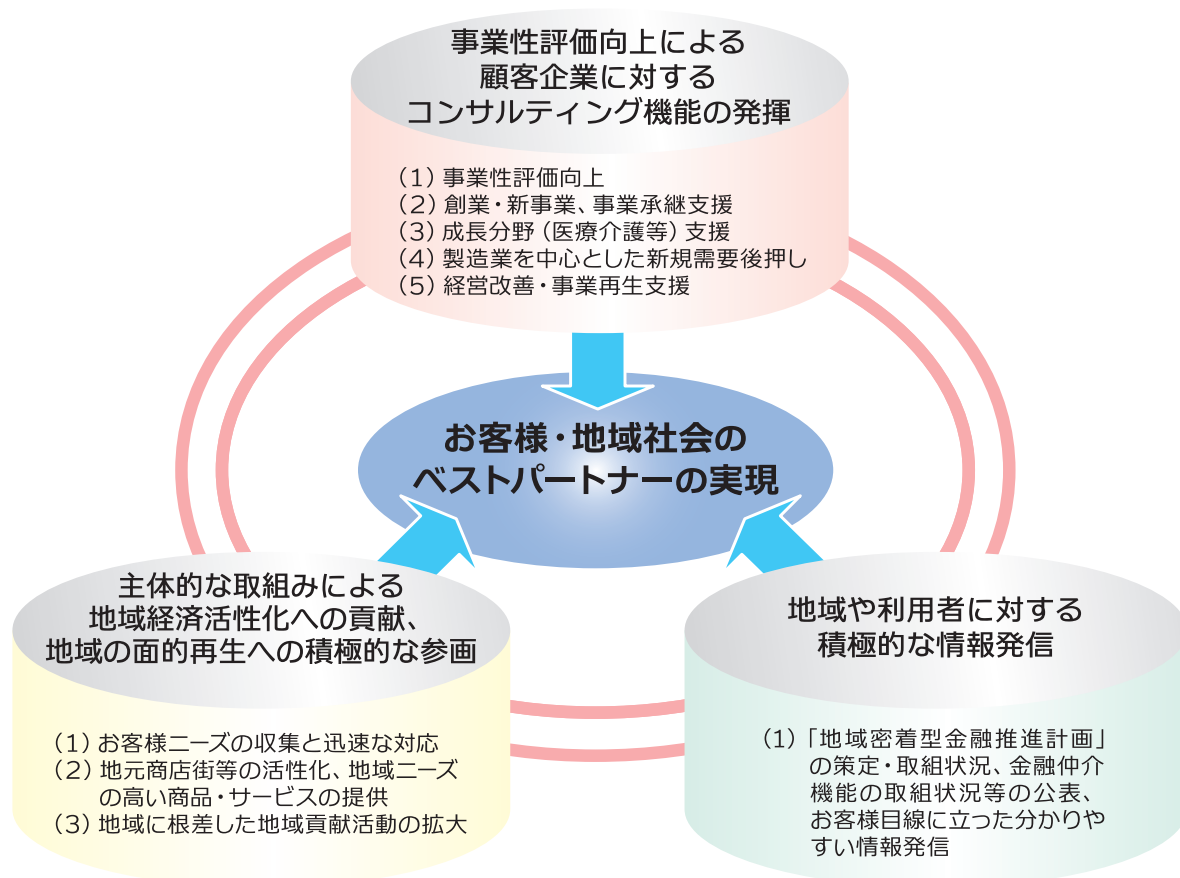 事業性評価向上による
顧客企業に対する
コンサルティング機能の発揮
（1）事業性評価向上
（2）創業・新事業、事業承継支援
（3）成長分野（医療介護等）支援
（4）製造業を中心とした新規需要後押し
（5）経営改善・事業再生支援
お客様・地域社会の
ベストパートナーの実現
主体的な取組みによる
地域経済活性化への貢献、
地域の面的再生への積極的な参画
（1）お客様ニーズの収集と迅速な対応
（2）地元商店街等の活性化、地域ニーズ
の高い商品・サービスの提供
（3）地域に根差した地域貢献活動の拡大
地域や利用者に対する
積極的な情報発信
（1）「地域密着型金融推進計画」
の策定・取組状況、金融仲介
機能の取組状況等の公表、
お客様目線に立った分かりや
すい情報発信